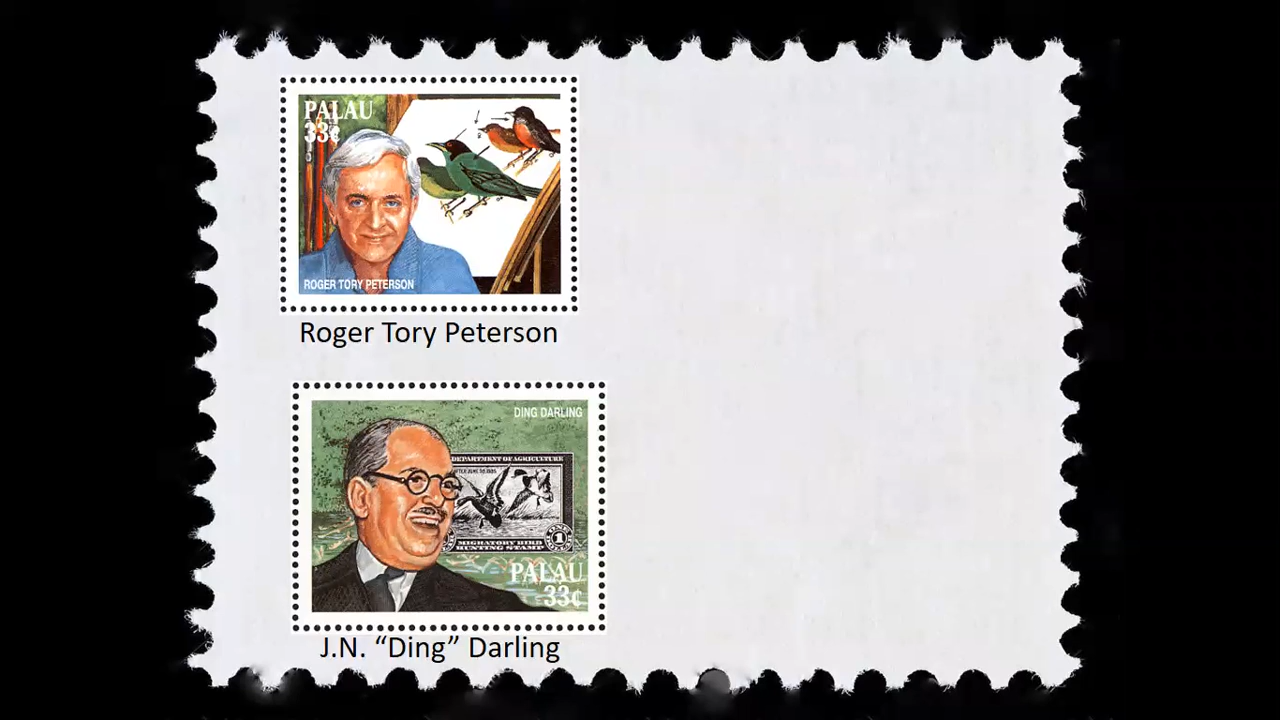 PALAU
33¢
ROGER TORY PETERSON
Roger Tory Peterson
DING DARLING
DEPARTMENT OF AGRICULTURE
1
MIGRATORY BIRD
HUNTING STAMP
PALAU
33¢
J.N. “Ding” Darling